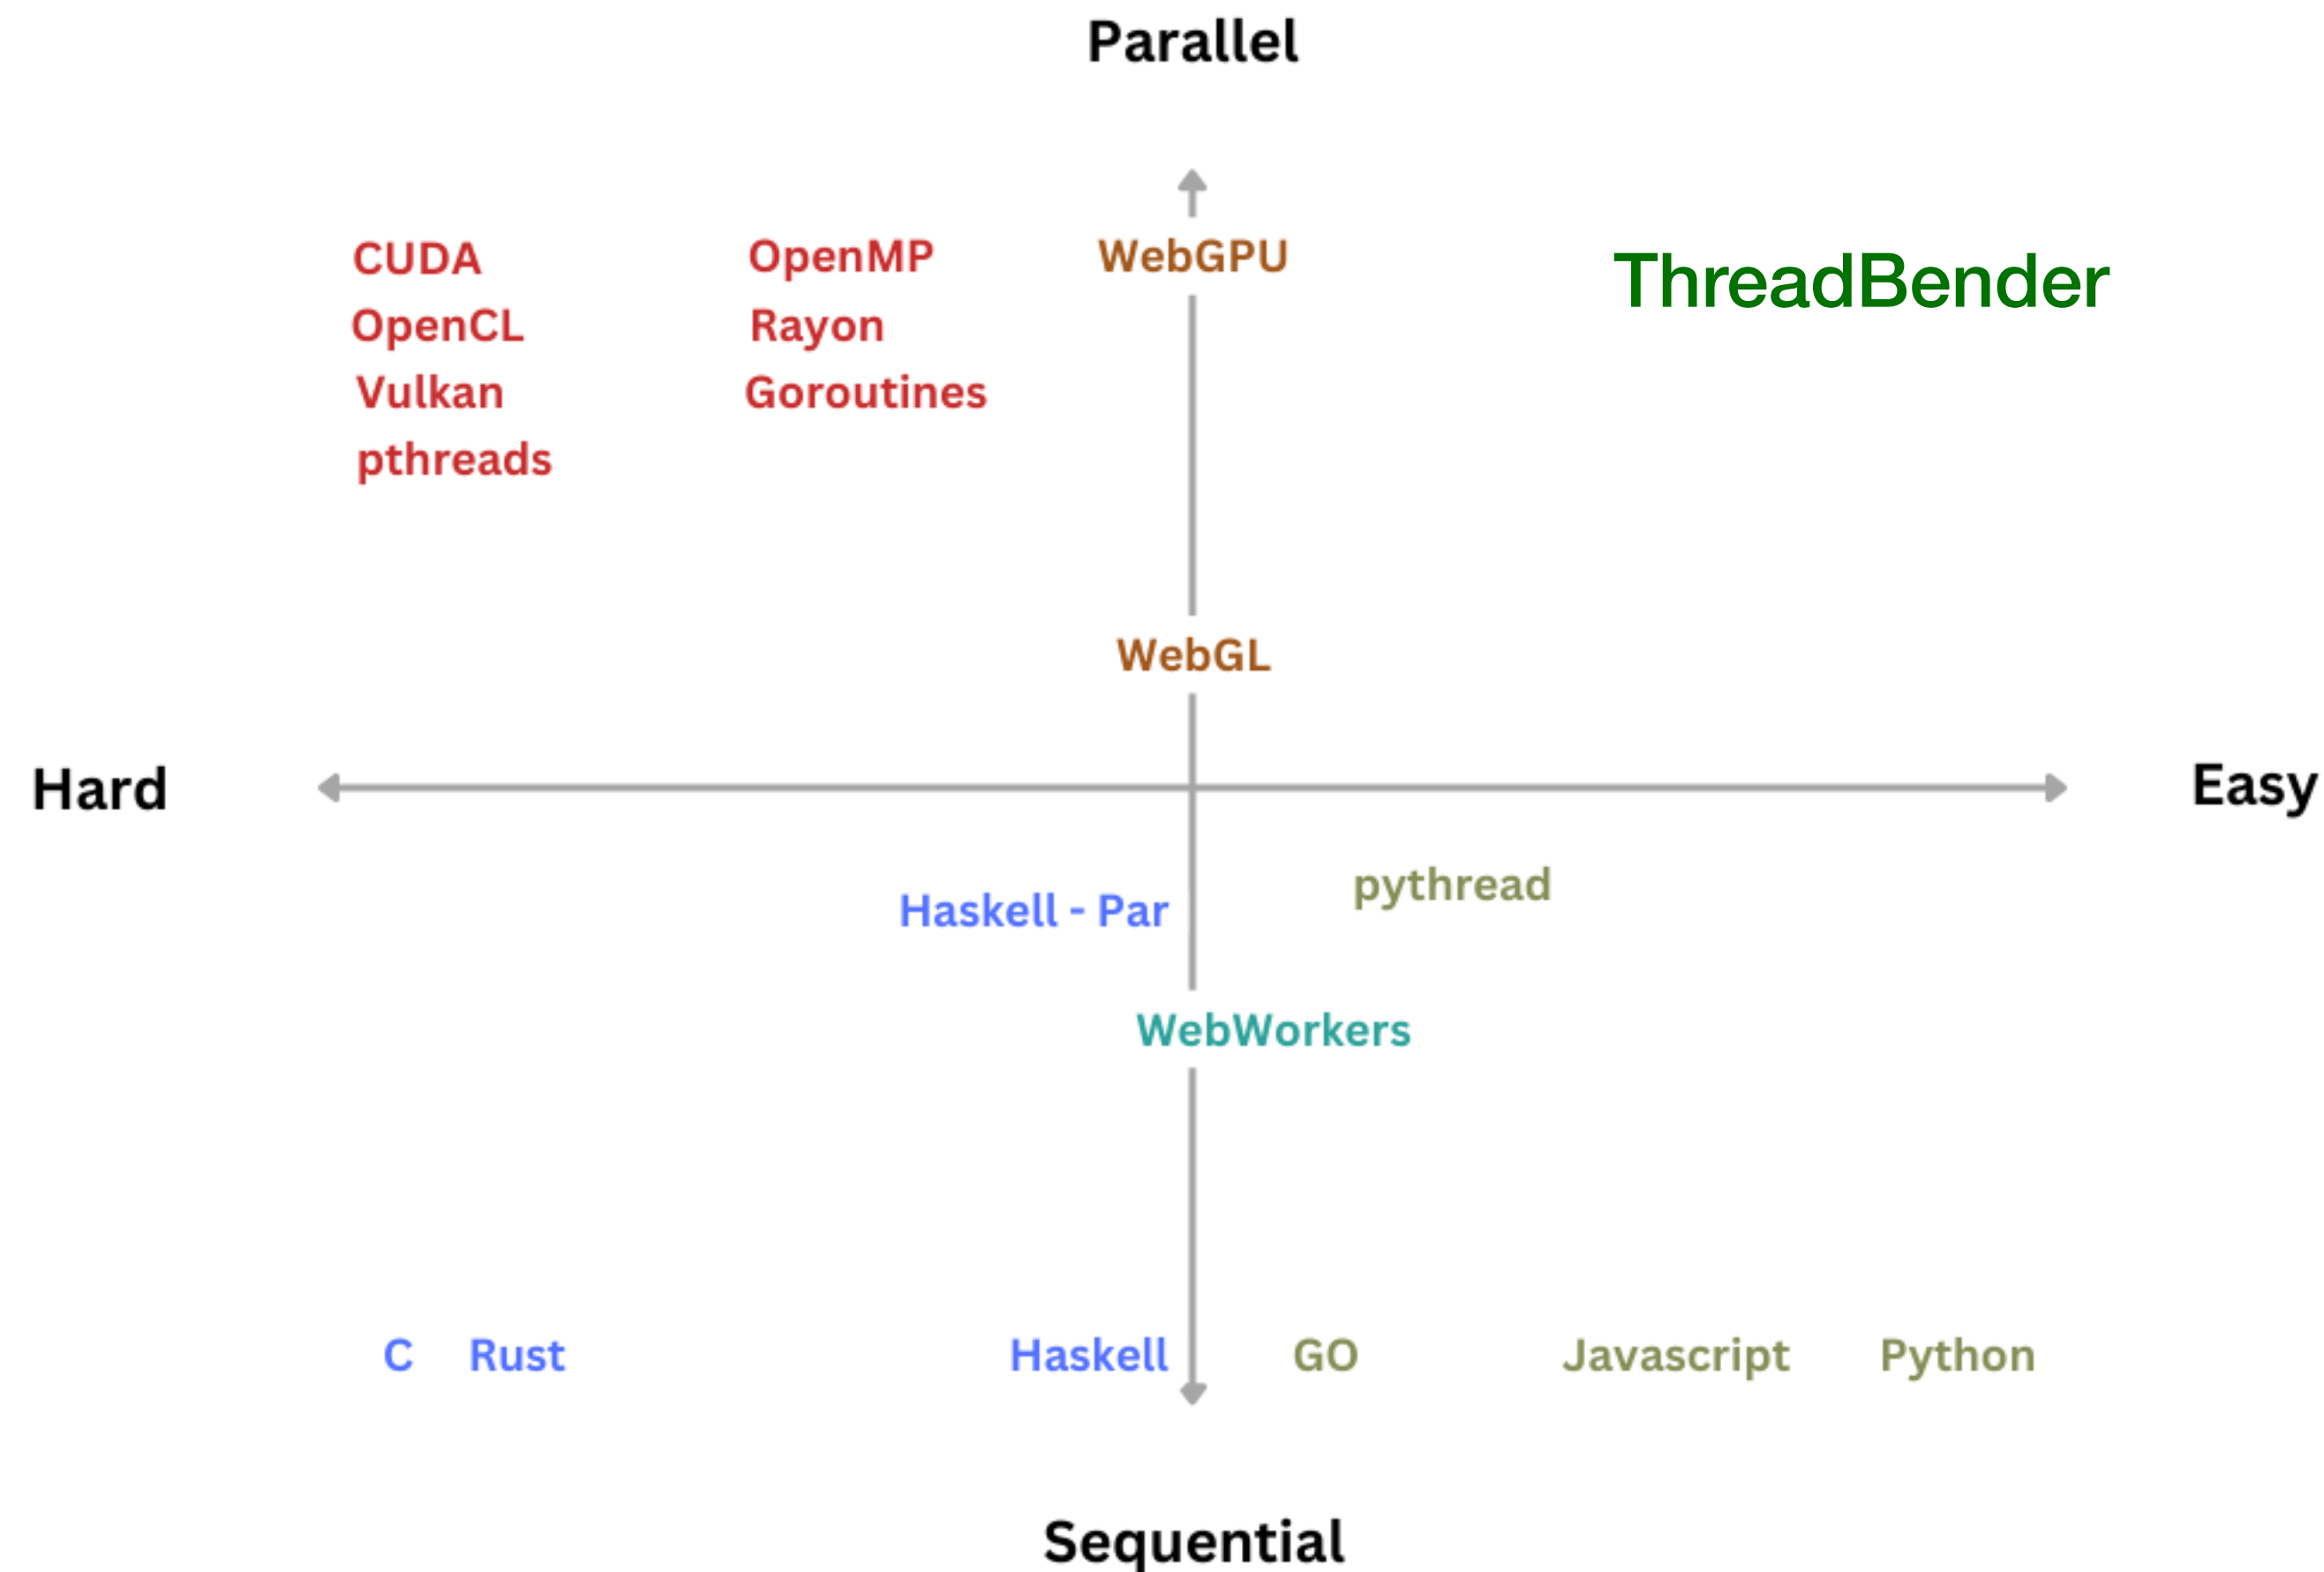 Parallel
CUDA
OpenCL
Vulkan
pthreads
OpenMP
Rayon
Goroutines
WebGPU
ThreadBender
WebGL
Hard
Easy
Haskell - Par
pythread
WebWorkers
C
Rust
Haskell
GO
Javascript
Python
Sequential